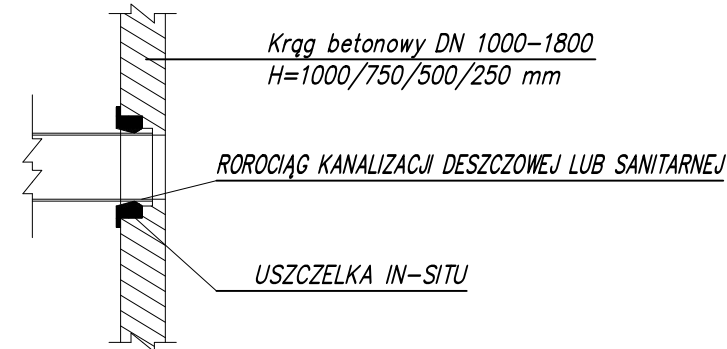 Krąg betonowy DN 1000-1800
H=1000/750/500/250 mm
ROROCIĄG KANALIZACJI DESZCZOWEJ LUB SANITARNEJ
USZCZELKA IN-SITU